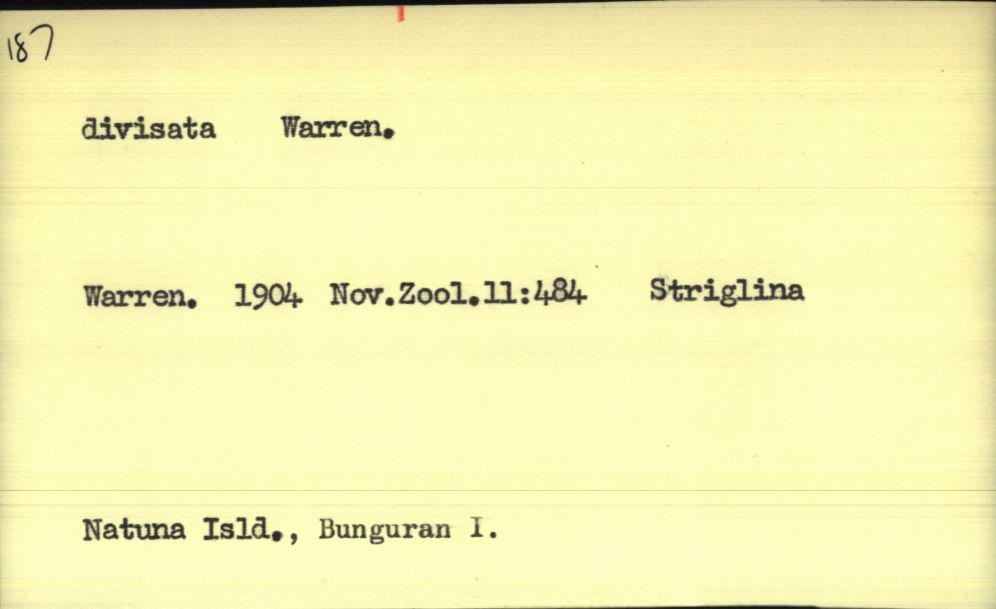 187
divisata Warren.
Warren. 1904 Nov.Zool.11:484 Striglina
Natuna Isld., Bunguran I.